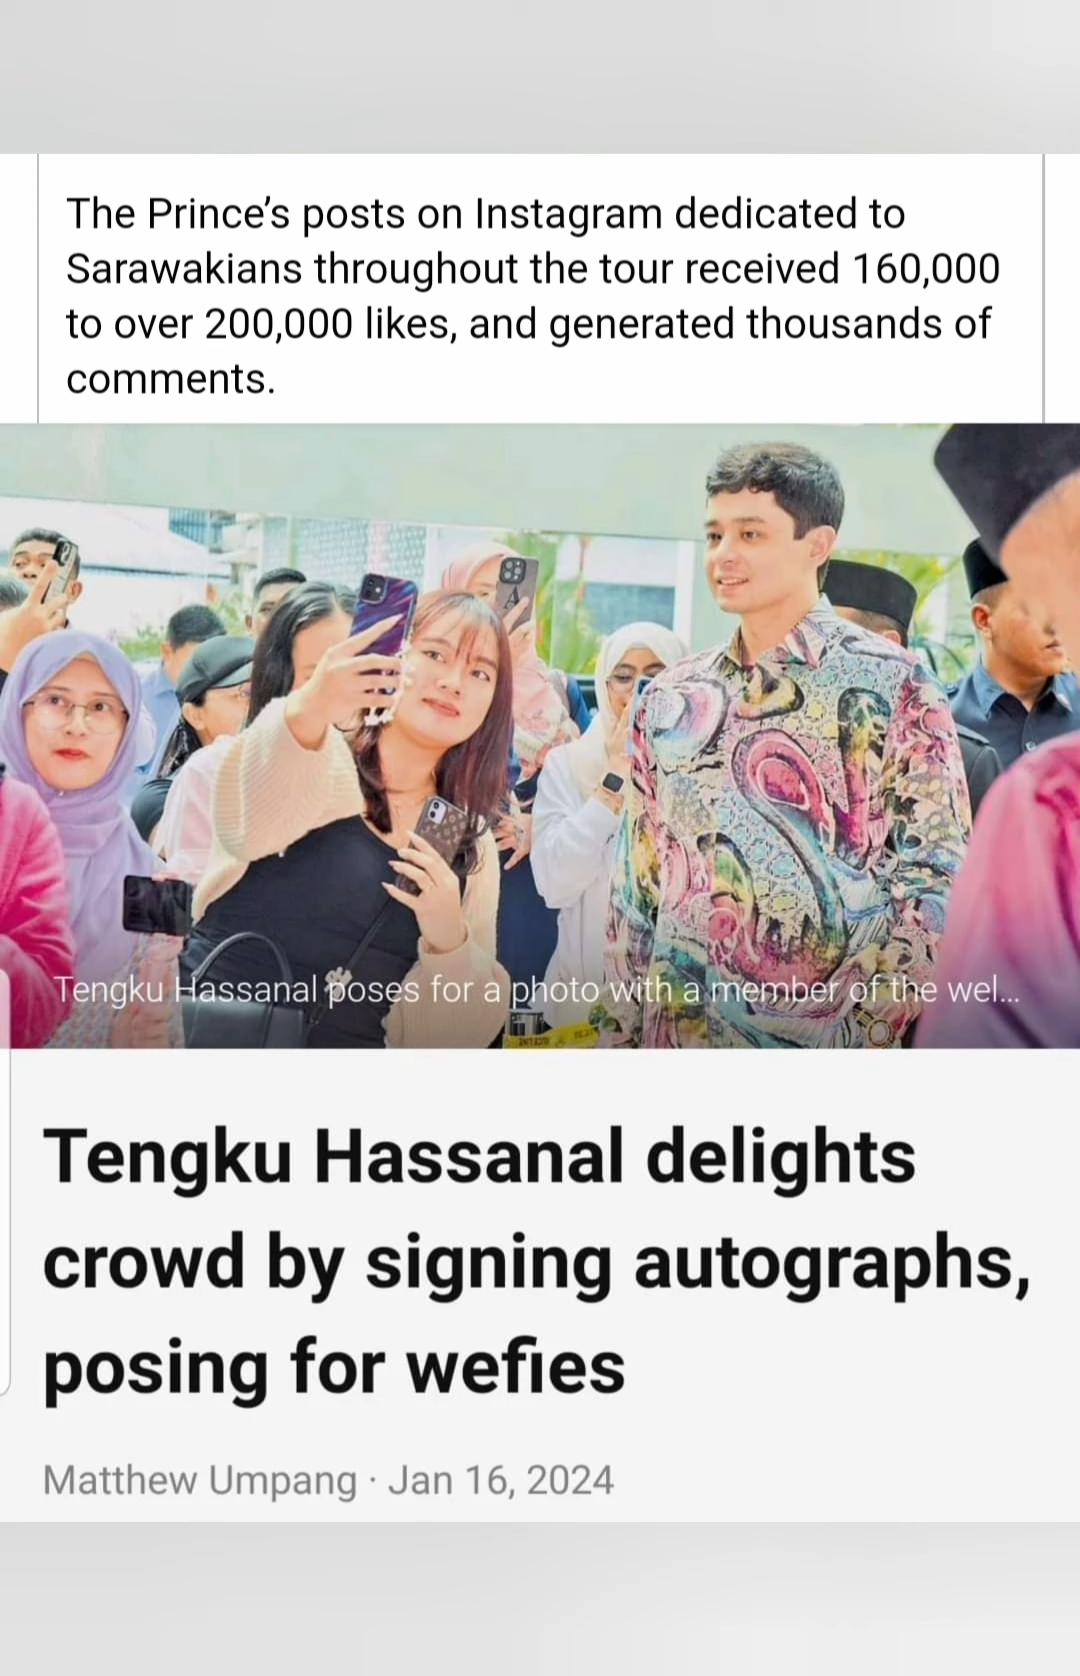 The Prince’s posts on Instagram dedicated to
Sarawakians throughout the tour received 160,000
to over 200,000 likes, and generated thousands of
comments.
A
Tengku Hassanal poses for a photo with a member of the wel...
Tengku Hassanal delights
crowd by signing autographs,
posing for wefies
Matthew Umpang · Jan 16, 2024